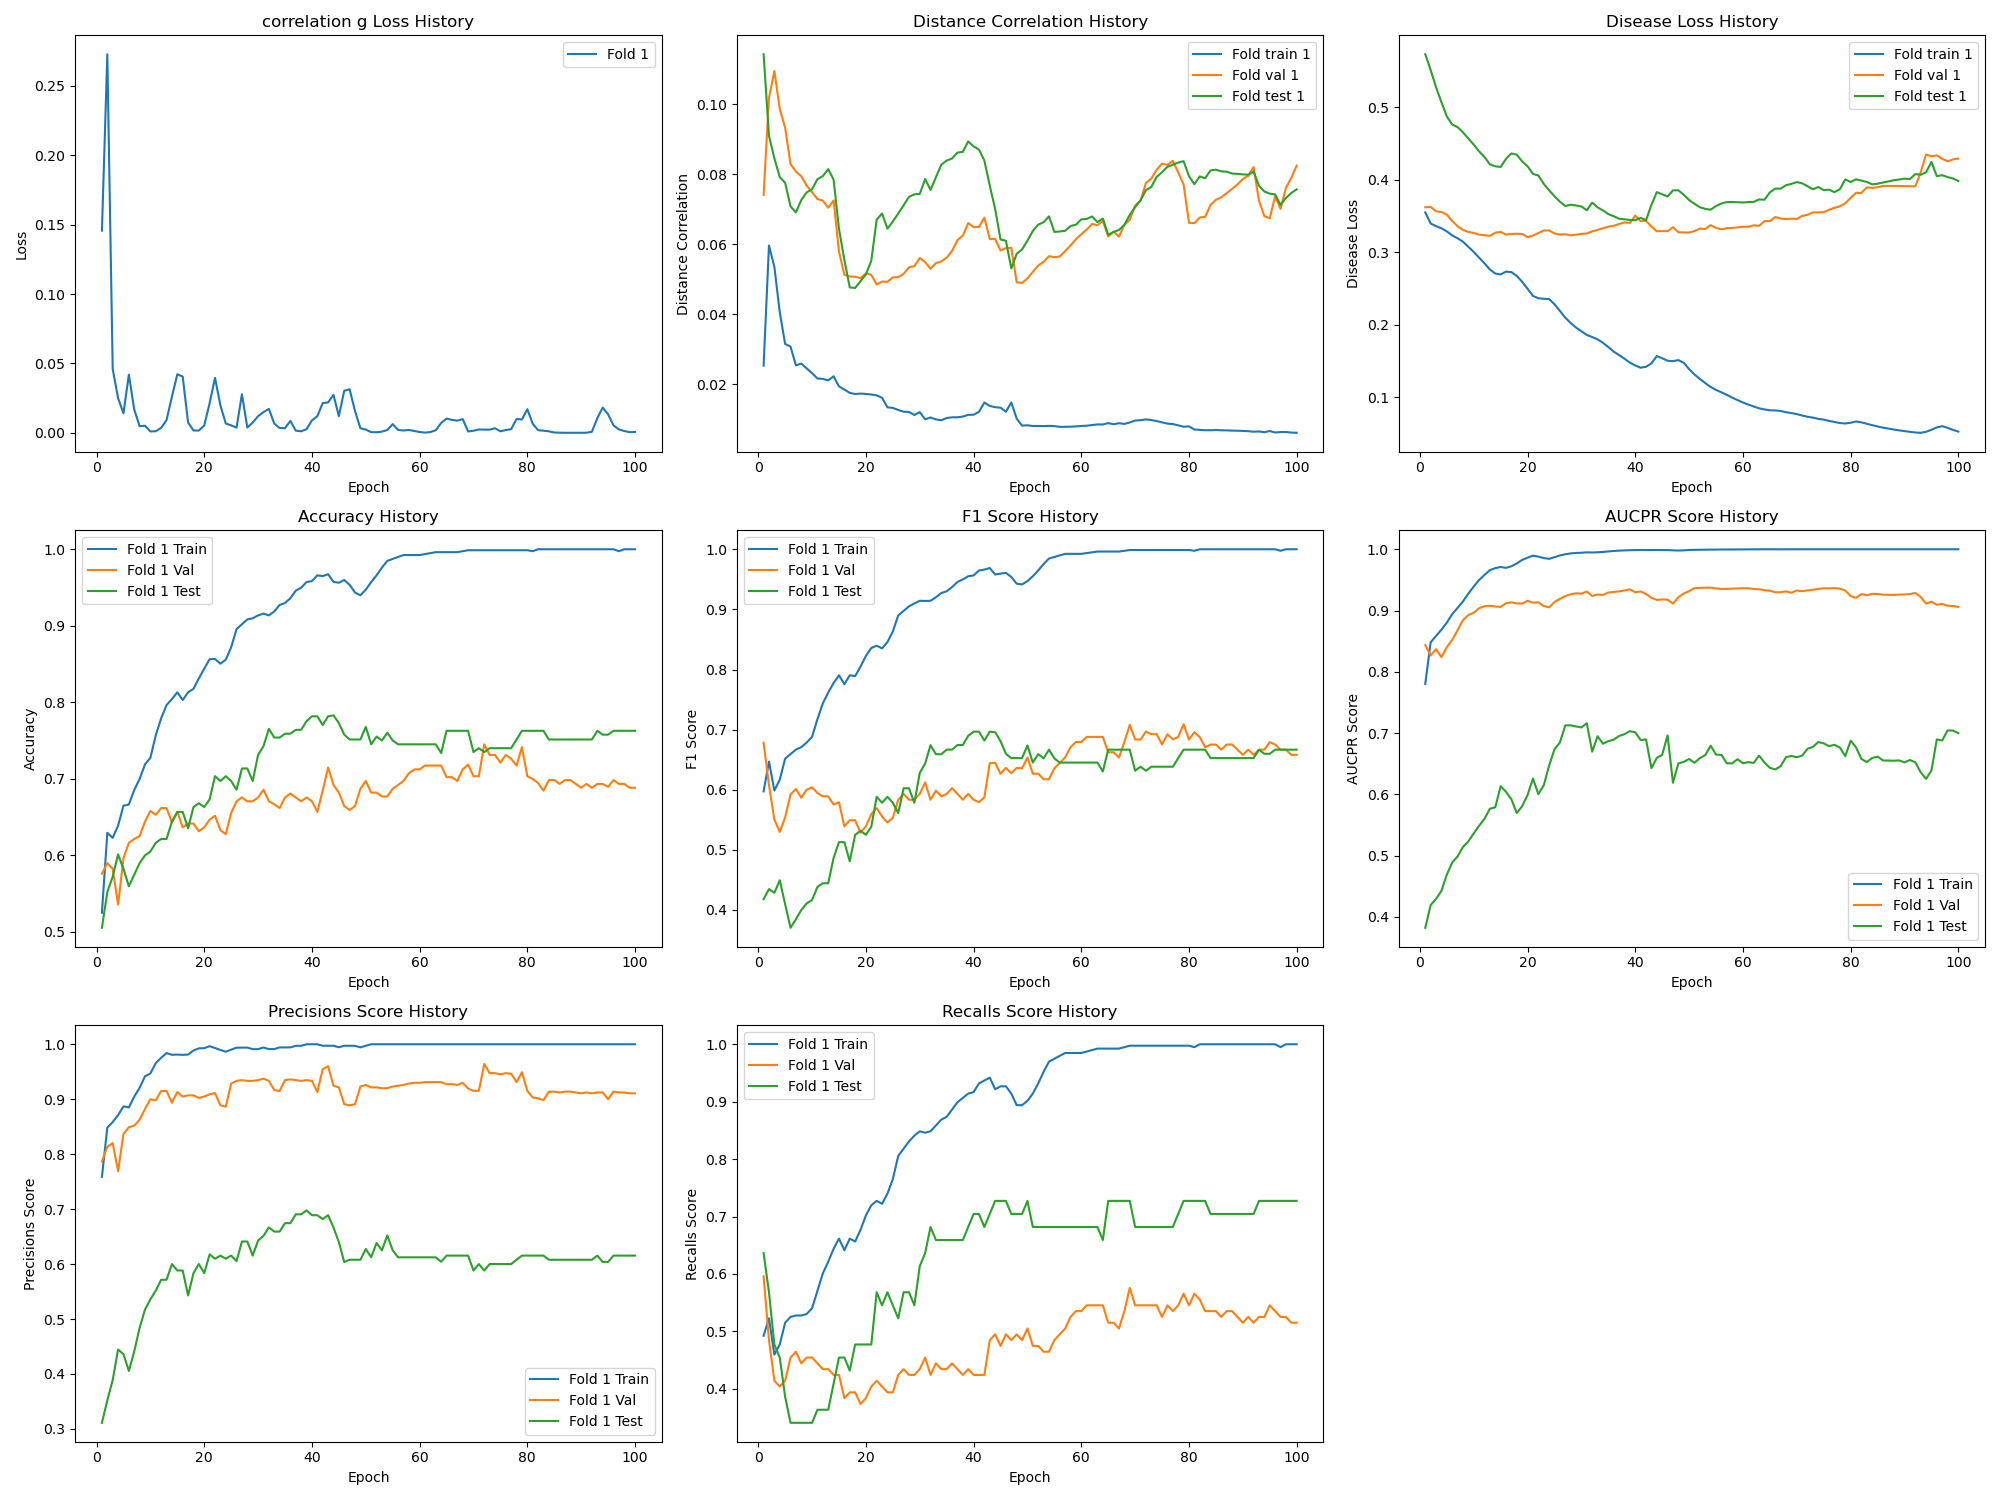 correlation g Loss History
Fold 1
0.25
0.20
0.15
0.10
0.05
0.00
Loss
0 20 40 60 80 100
Epoch
Distance Correlation History
Fold train 1
Fold val 1
Fold test 1
0.10
0.08
0.06
0.04
0.02
Distance Correlation
0 20 40 60 80 100
Epoch
Disease Loss History
Fold train 1
Fold val 1
Fold test 1
0.5
0.4
0.3
0.2
0.1
Disease Loss
0 20 40 60 80 100
Epoch
Accuracy History
Fold 1 Train
Fold 1 Val
Fold 1 Test
1.0
0.9
0.8
0.7
0.6
0.5
Accuracy
0 20 40 60 80 100
Epoch
F1 Score History
Fold 1 Train
Fold 1 Val
Fold 1 Test
1.0
0.9
0.8
0.7
0.6
0.5
0.4
F1 Score
0 20 40 60 80 100
Epoch
AUCPR Score History
1.0
0.9
0.8
0.7
0.6
0.5
0.4
AUCPR Score
Fold 1 Train
Fold 1 Val
Fold 1 Test
0 20 40 60 80 100
Epoch
Precisions Score History
1.0
0.9
0.8
0.7
0.6
0.5
0.4
0.3
Precisions Score
Fold 1 Train
Fold 1 Val
Fold 1 Test
0 20 40 60 80 100
Epoch
Recalls Score History
Fold 1 Train
Fold 1 Val
Fold 1 Test
1.0
0.9
0.8
0.7
0.6
0.5
0.4
Recalls Score
0 20 40 60 80 100
Epoch